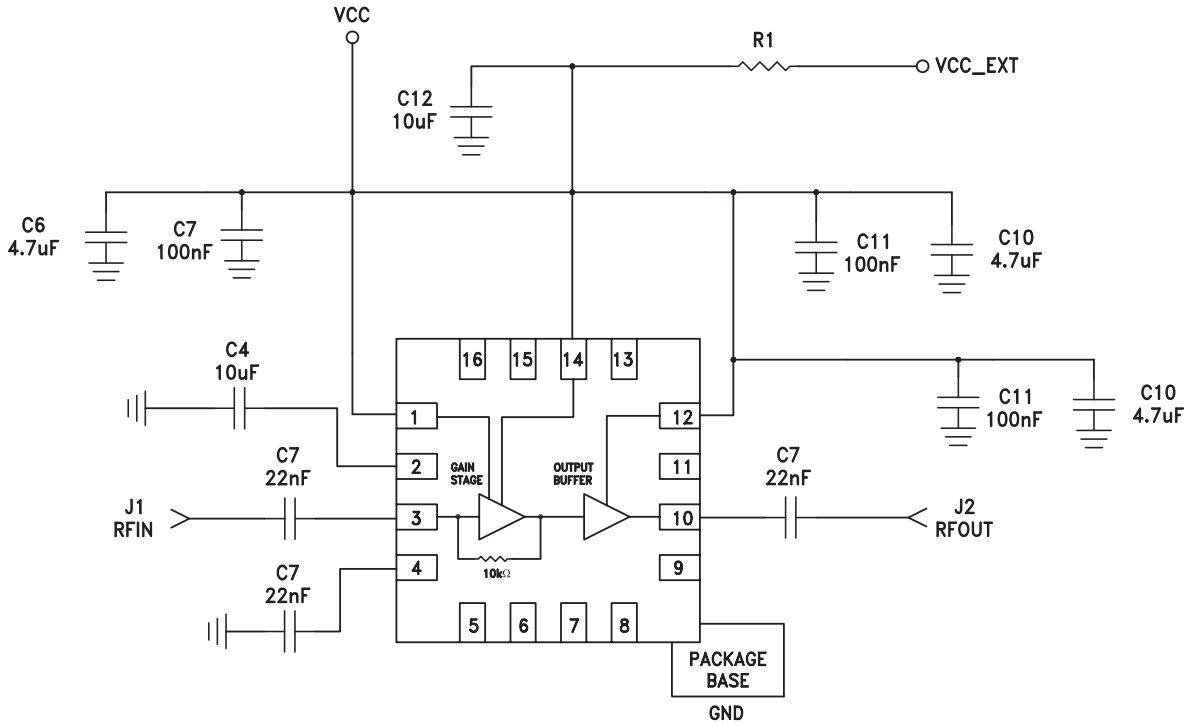 VCC
R1
VCC_EXT
C12
10uF
C6
4.7uF
C7
100nF
C11
100nF
C10
4.7uF
16
15
14
13
C4
10uF
1
12
C11
100nF
C10
4.7uF
2
GAIN
STAGE
OUTPUT
BUFFER
11
C7
22nF
C7
22nF
J1
RFIN
3
10
J2
RFOUT
10kΩ
4
9
C7
22nF
5
6
7
8
PACKAGE
BASE
GND